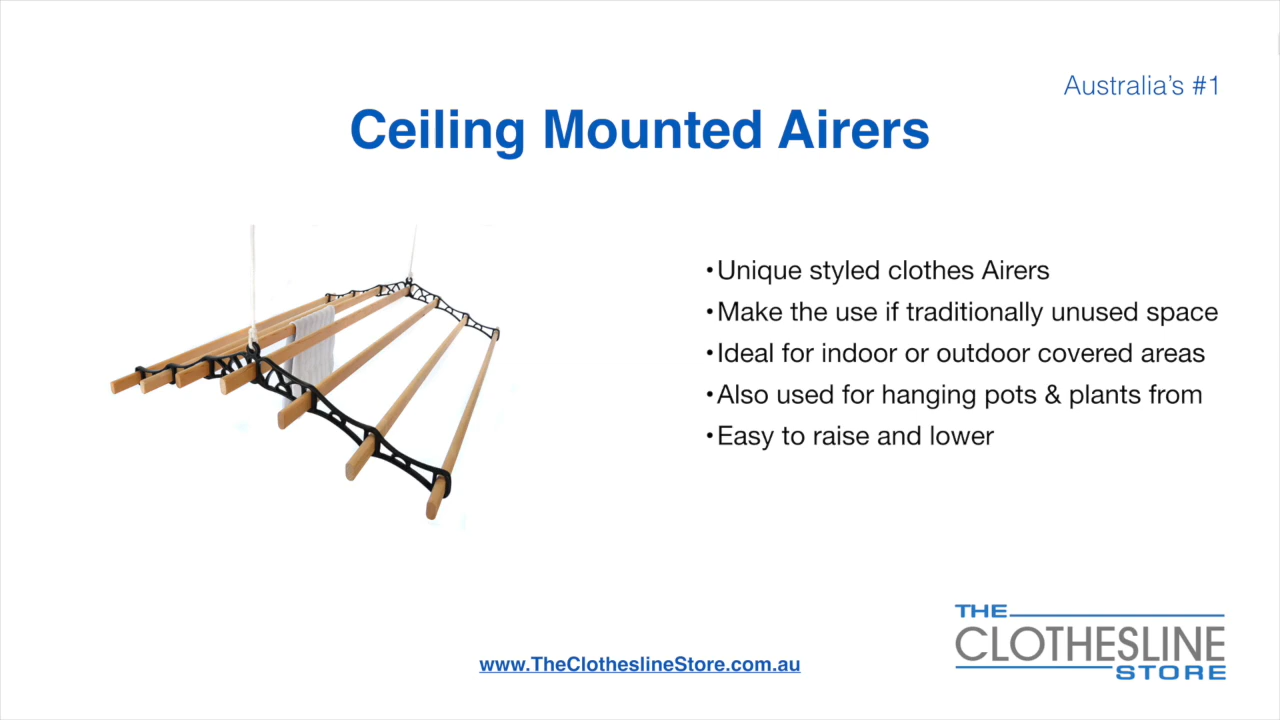 Australia's #1
Ceiling Mounted Airers
•Unique styled clothes Airers
•Make the use if traditionally unused space
•Ideal for indoor or outdoor covered areas
•Also used for hanging pots & plants from
•Easy to raise and lower
THE
CLOTHESLINE
STORE
www.TheClotheslineStore.com.au